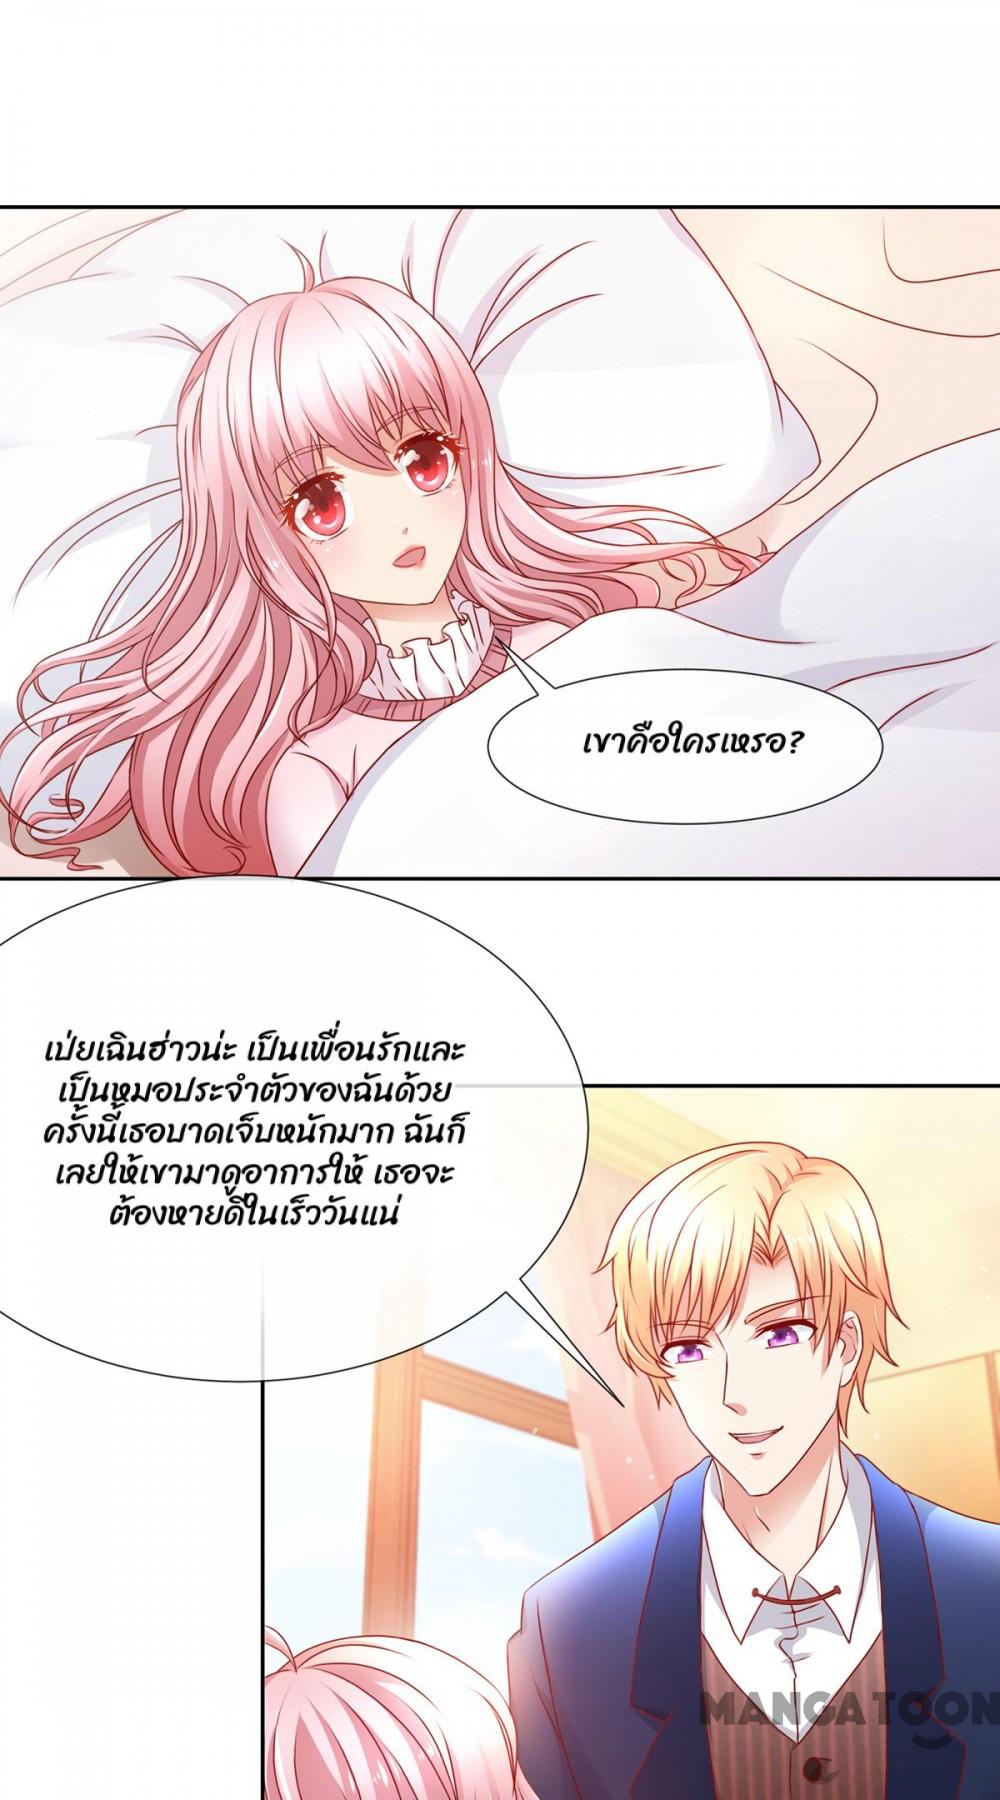 เขาคือใครเหรอ?
เป่ยเฉินฮ่าวน่ะ เป็นเพื่อนรักและ
เป็นหมอประจำตัวของฉันด้วย
ครั้งนี้เธอบาดเจ็บหนักมาก ฉันก็
เลยให้เขามาดูอาการให้ เธอจะ
ต้องหายดีในเร็ววันแน่
MANGATOON